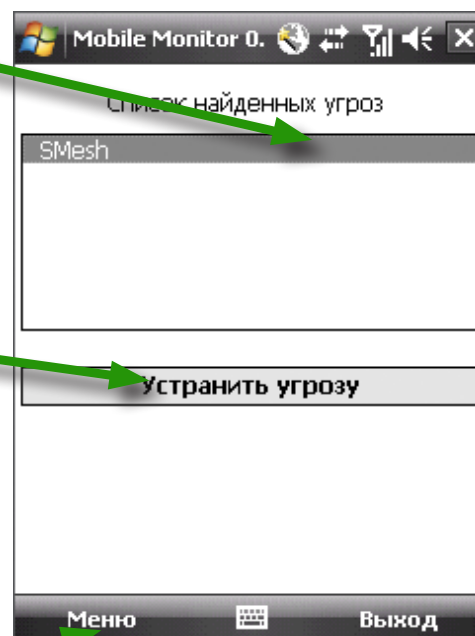 Mobile Monitor 0.
Список найденных угроз
SMesh
Устранить угрозу
Меню Выход